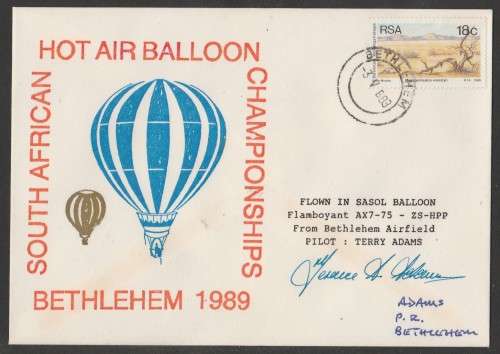 HOT AIR BALLOON
SOUTH AFRICAN
CHAMPIONSHIPS
BETHLEHEM 1989
RSA 18c
BETHLEHEM
FLOWN IN SASOL BALLOON
Flamboyant AX7-75 - ZS-HPP
From Bethlehem Airfield
PILOT : TERRY ADAMS
ADAMS
P.R.
BETHLEHEM